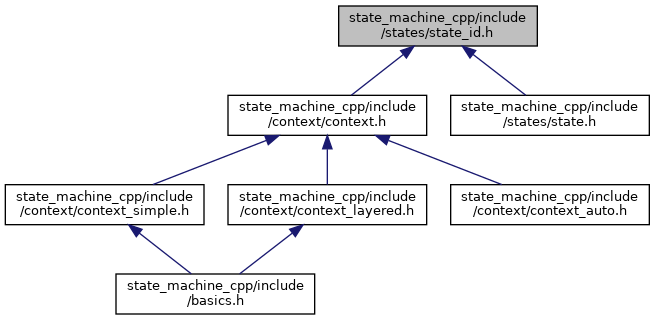 state_machine_cpp/include
/states/state_id.h
state_machine_cpp/include
/context/context.h
state_machine_cpp/include
/states/state.h
state_machine_cpp/include
/context/context_simple.h
state_machine_cpp/include
/context/context_layered.h
state_machine_cpp/include
/context/context_auto.h
state_machine_cpp/include
/basics.h